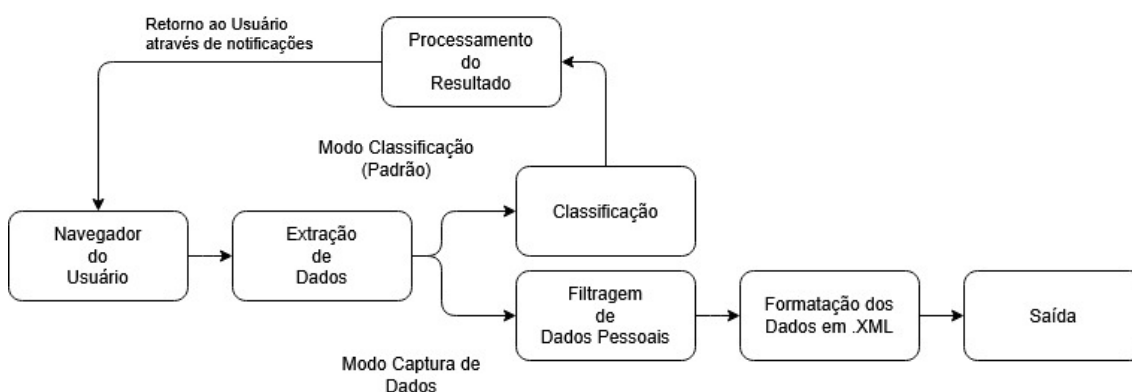 Retorno ao Usuário
através de notificações
Processamento
do
Resultado
Modo Classificação
(Padrão)
Classificação
Navegador
do
Usuário
Extração
de
Dados
Filtragem
de
Dados Pessoais
Formatação dos
Dados em .XML
Saída
Modo Captura de
Dados